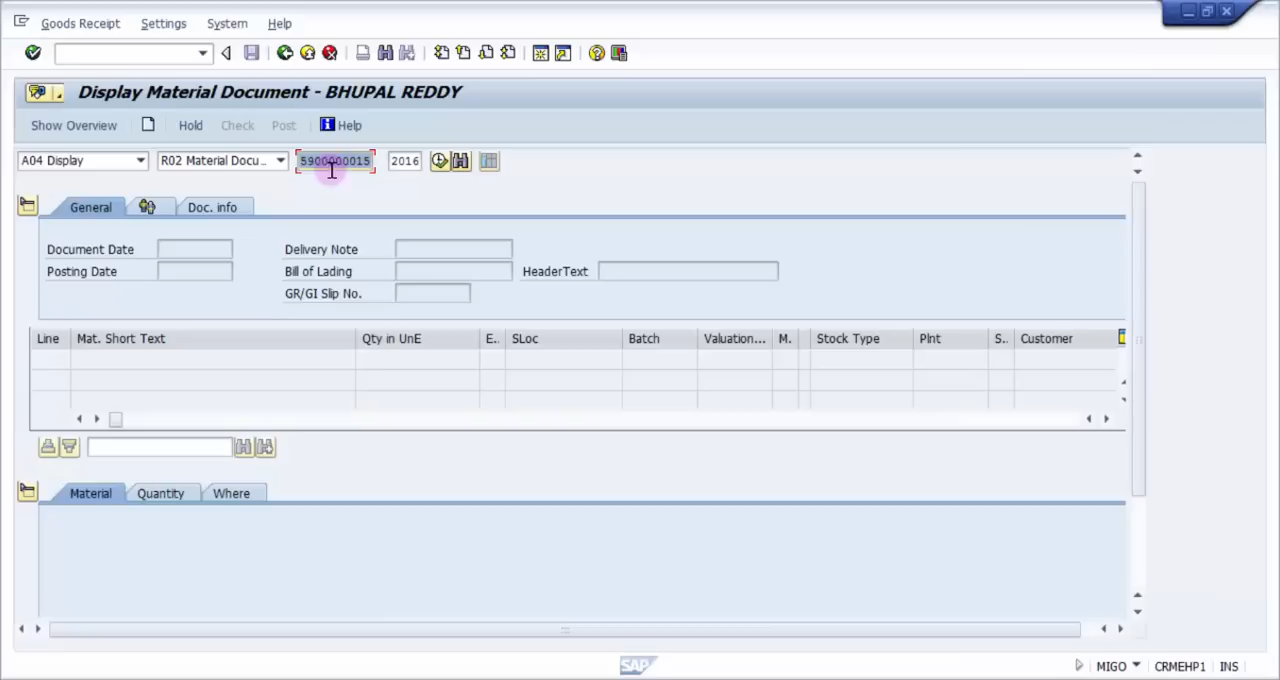 Goods Receipt Settings System Help
Display Material Document - BHUPAL REDDY
Show Overview Hold Check Post Help
A04 Display R02 Material Docu... 5900000015 2016
General Doc. info
Document Date Delivery Note
Posting Date Bill of Lading HeaderText
GR/GI Slip No.
Line Mat. Short Text Qty in UnE E.. SLoc Batch Valuation... M. Stock Type Plnt S.. Customer
Material Quantity Where
SAP MIGO CRMEHP1 INS